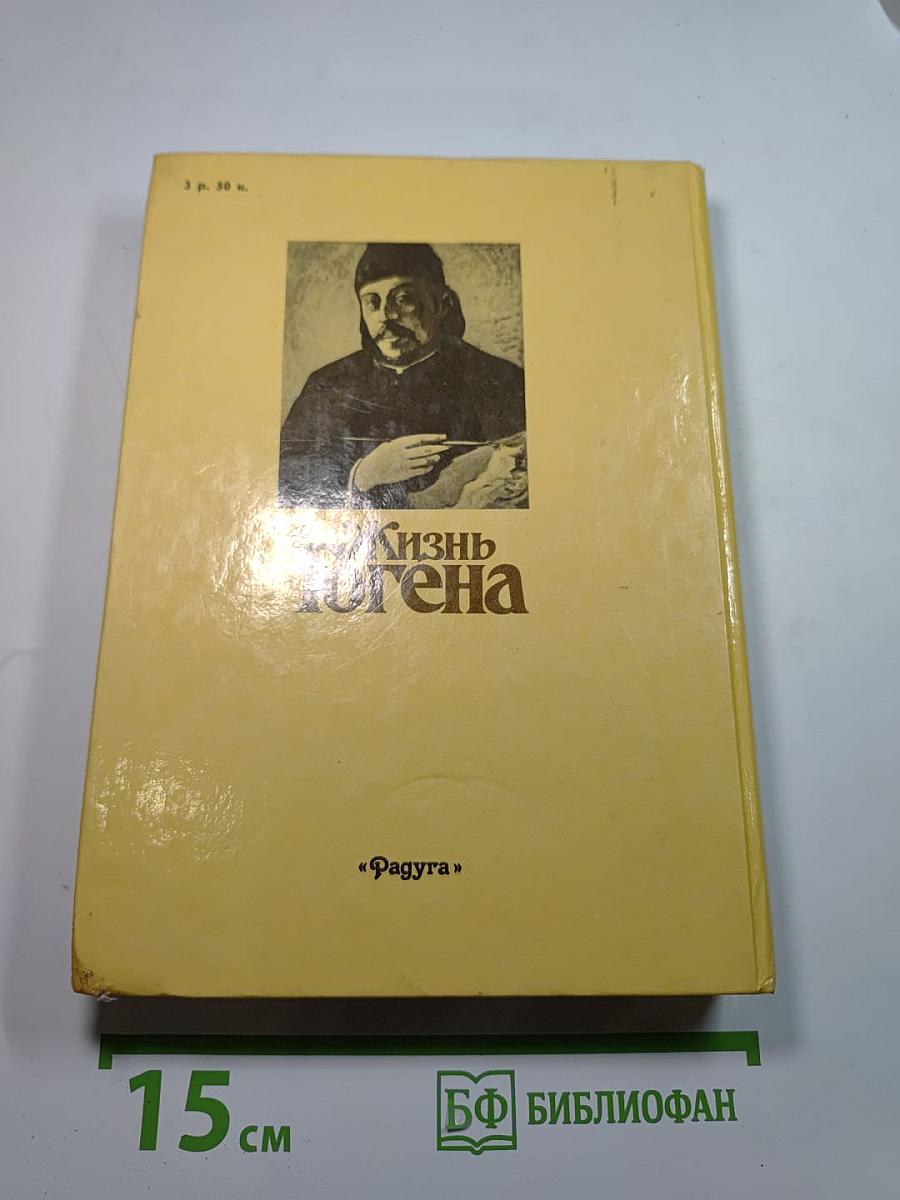 3 р. 50 к.
Жизнь
Гогена
«Радуга»
15 см
БФ БИБЛИОФАН